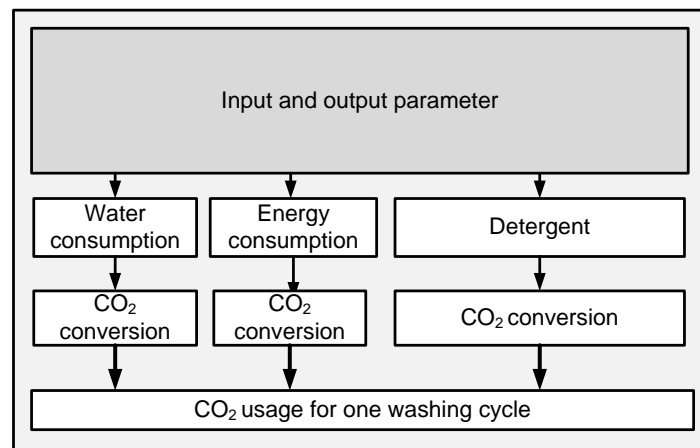 Input and output parameter
Water
consumption
Energy
consumption
Detergent
CO₂
conversion
CO₂
conversion
CO₂ conversion
CO₂ usage for one washing cycle